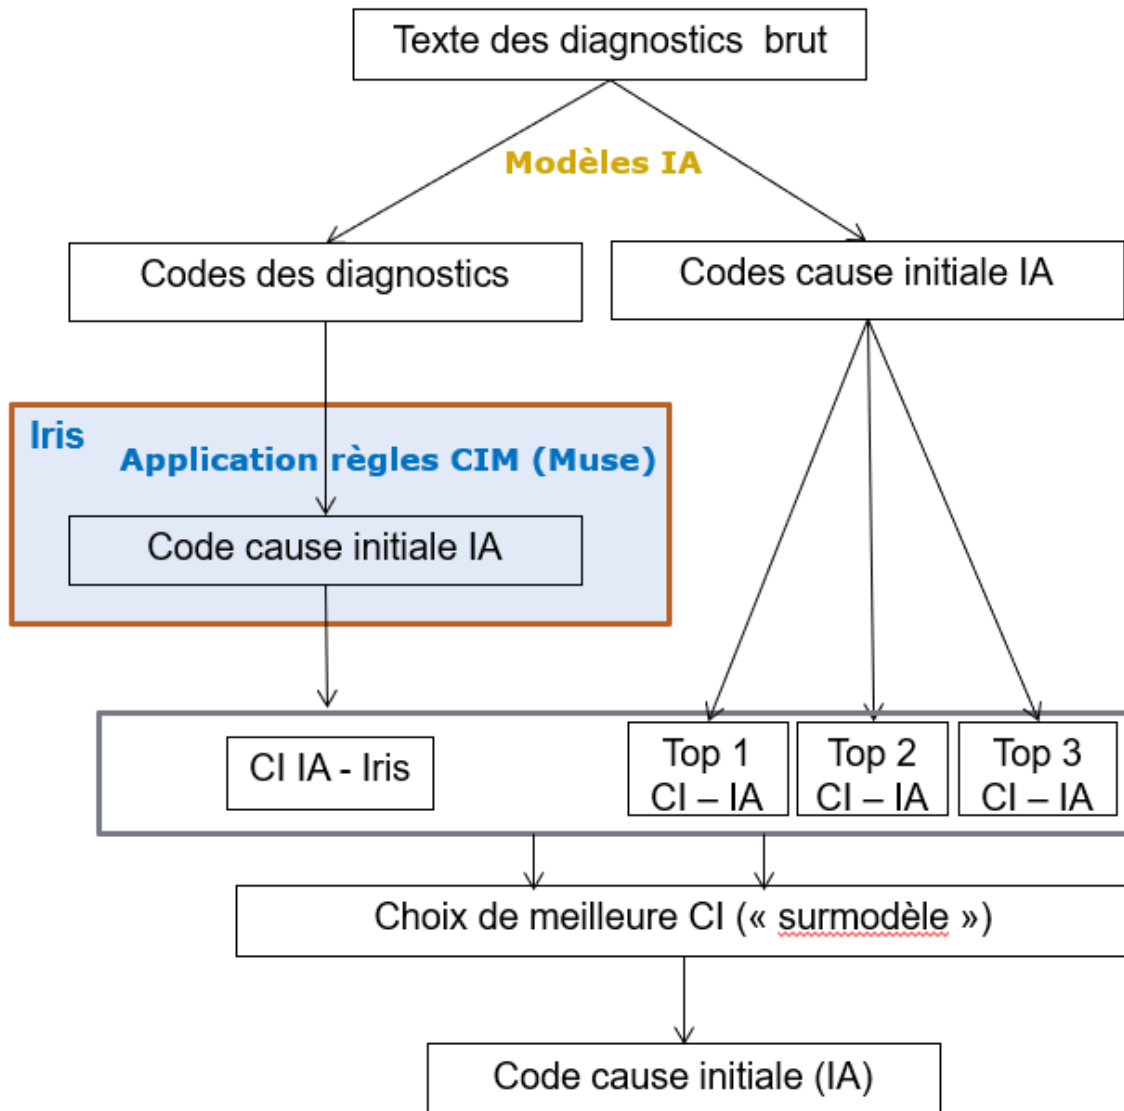 Texte des diagnostics brut
Modèles IA
Codes des diagnostics
Codes cause initiale IA
Iris
Application règles CIM (Muse)
Code cause initiale IA
CI IA - Iris
Top 1
CI – IA
Top 2
CI – IA
Top 3
CI – IA
Choix de meilleure CI (« surmodèle »)
Code cause initiale (IA)